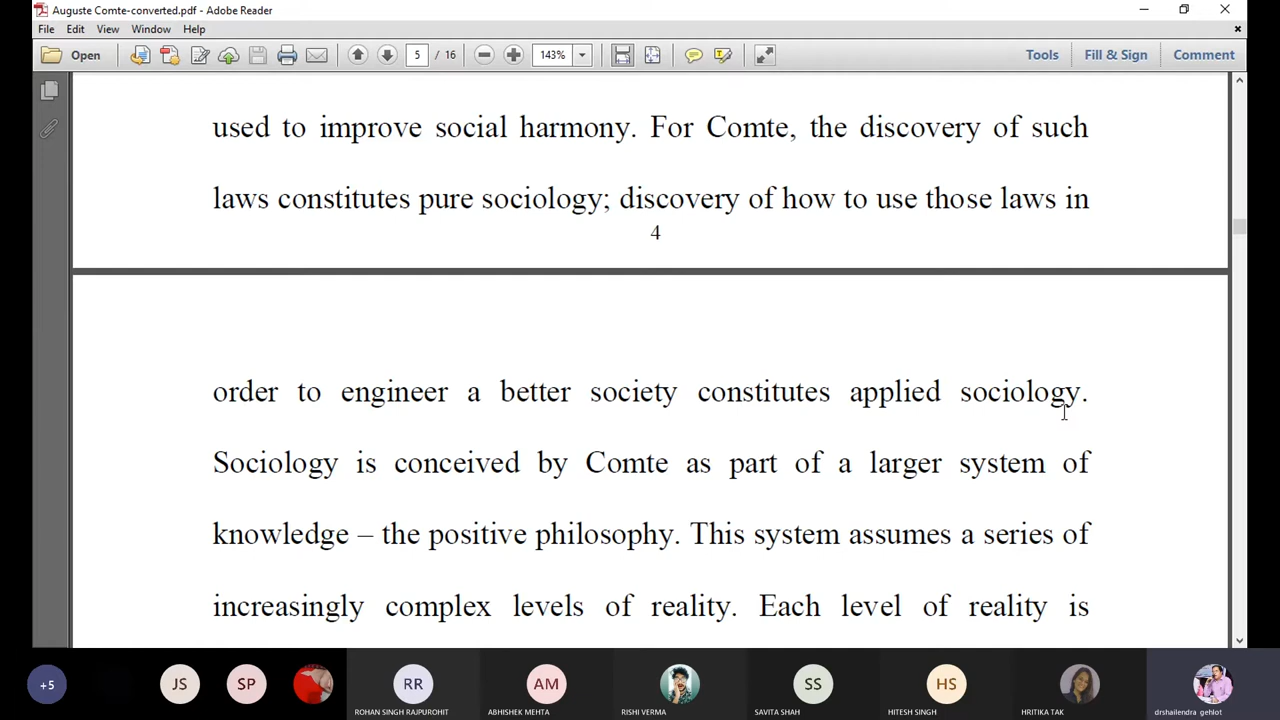 Auguste Comte-converted.pdf - Adobe Reader
File Edit View Window Help
Open 5 / 16 143% Tools Fill & Sign Comment
used to improve social harmony. For Comte, the discovery of such
laws constitutes pure sociology; discovery of how to use those laws in
4
order to engineer a better society constitutes applied sociology.
Sociology is conceived by Comte as part of a larger system of
knowledge – the positive philosophy. This system assumes a series of
increasingly complex levels of reality. Each level of reality is
+5 JS SP RR AM SS HS
ROHAN SINGH RAJPUROHIT ABHISHEK MEHTA RISHI VERMA SAVITA SHAH HITESH SINGH HRITIKA TAK drshailendra gehlot